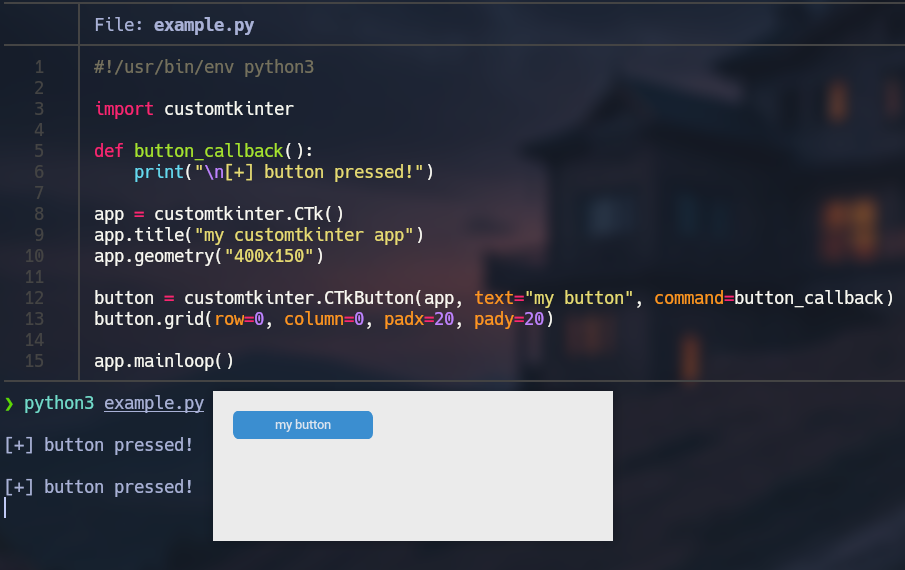 File: example.py
1 #!/usr/bin/env python3
2
3 import customtkinter
4
5 def button_callback():
6     print("\n[+] button pressed!")
7
8 app = customtkinter.CTk()
9 app.title("my customtkinter app")
10 app.geometry("400x150")
11
12 button = customtkinter.CTkButton(app, text="my button", command=button_callback)
13 button.grid(row=0, column=0, padx=20, pady=20)
14
15 app.mainloop()
❯ python3 example.py
my button
[+] button pressed!
[+] button pressed!